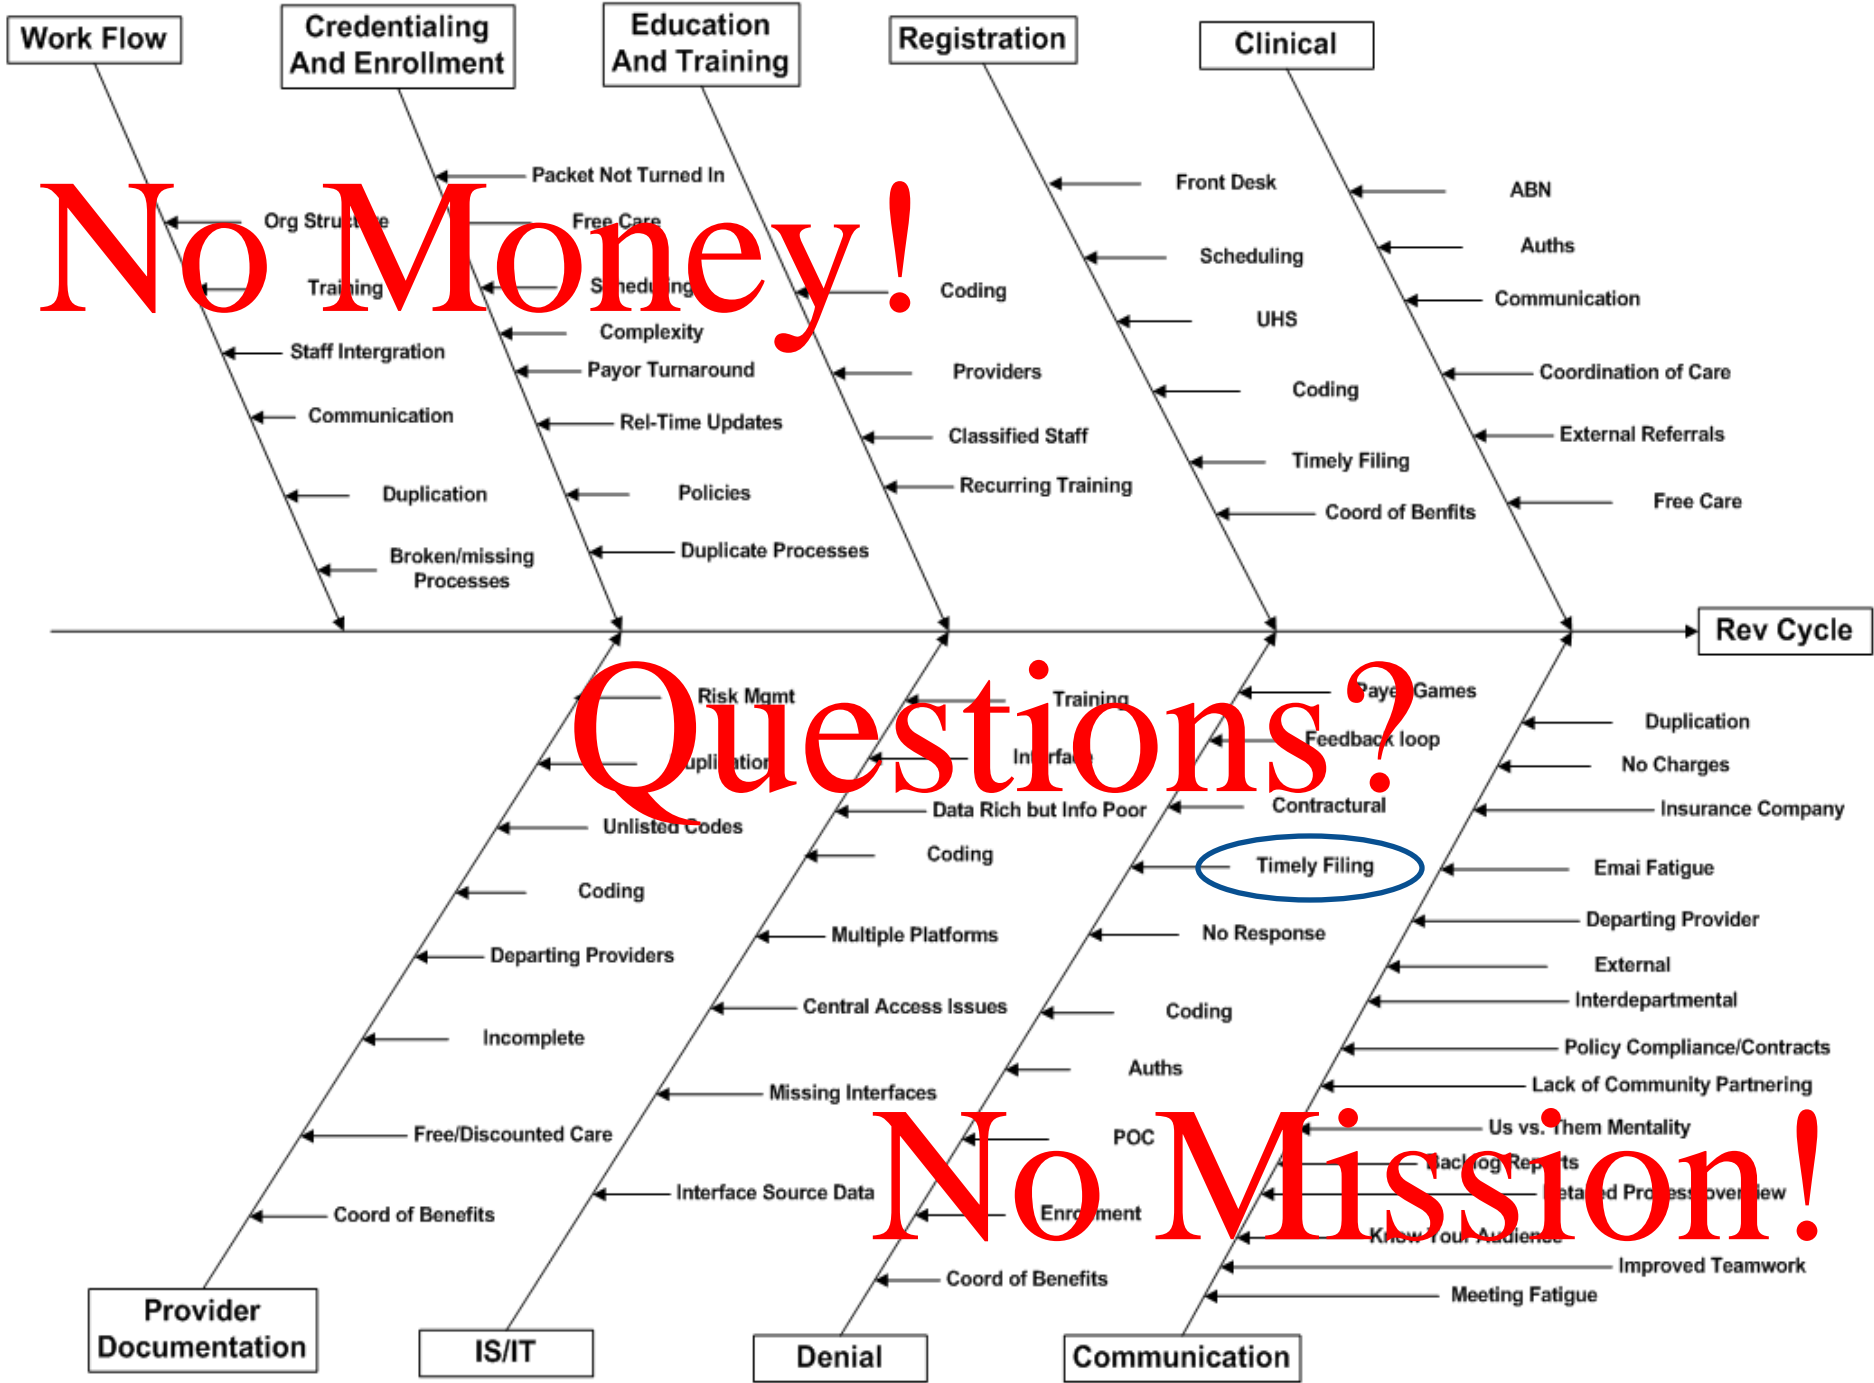 Work Flow
Credentialing
And Enrollment
Education
And Training
Registration
Clinical
Org Structure
Training
Staff Intergration
Communication
Duplication
Broken/missing
Processes
Packet Not Turned In
Free Care
Scheduling
Complexity
Payor Turnaround
Rel-Time Updates
Policies
Duplicate Processes
Coding
Providers
Classified Staff
Recurring Training
Front Desk
Scheduling
UHS
Coding
Timely Filing
Coord of Benfits
ABN
Auths
Communication
Coordination of Care
External Referrals
Free Care
No Money!
Rev Cycle
Questions?
Risk Mgmt
Duplication
Unlisted Codes
Coding
Departing Providers
Incomplete
Free/Discounted Care
Coord of Benefits
Training
Interface
Data Rich but Info Poor
Coding
Multiple Platforms
Central Access Issues
Missing Interfaces
Interface Source Data
Payer Games
Feedback loop
Contractural
Timely Filing
No Response
Coding
Auths
POC
Enrollment
Coord of Benefits
Duplication
No Charges
Insurance Company
Emai Fatigue
Departing Provider
External
Interdepartmental
Policy Compliance/Contracts
Lack of Community Partnering
Us vs. Them Mentality
Backlog Reports
Detailed Process overview
Know Your Audience
Improved Teamwork
Meeting Fatigue
No Mission!
Provider
Documentation
IS/IT
Denial
Communication